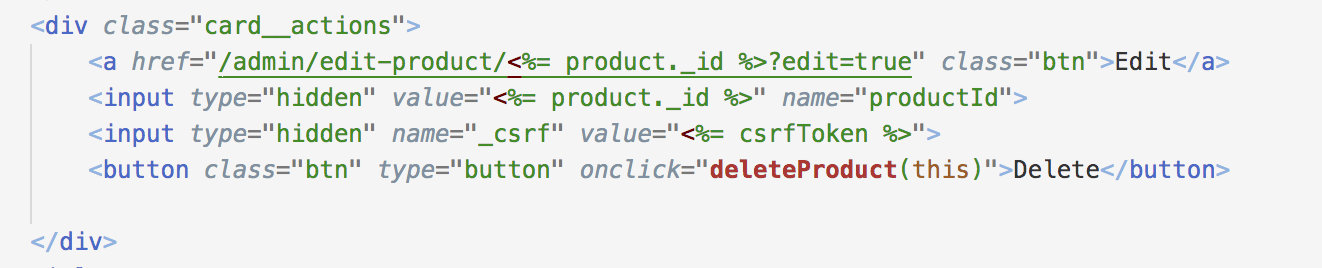 <div class="card__actions">
<a href="/admin/edit-product/<%= product._id %>?edit=true" class="btn">Edit</a>
<input type="hidden" value="<%= product._id %>" name="productId">
<input type="hidden" name="_csrf" value="<%= csrfToken %>">
<button class="btn" type="button" onclick="deleteProduct(this)">Delete</button>
</div>